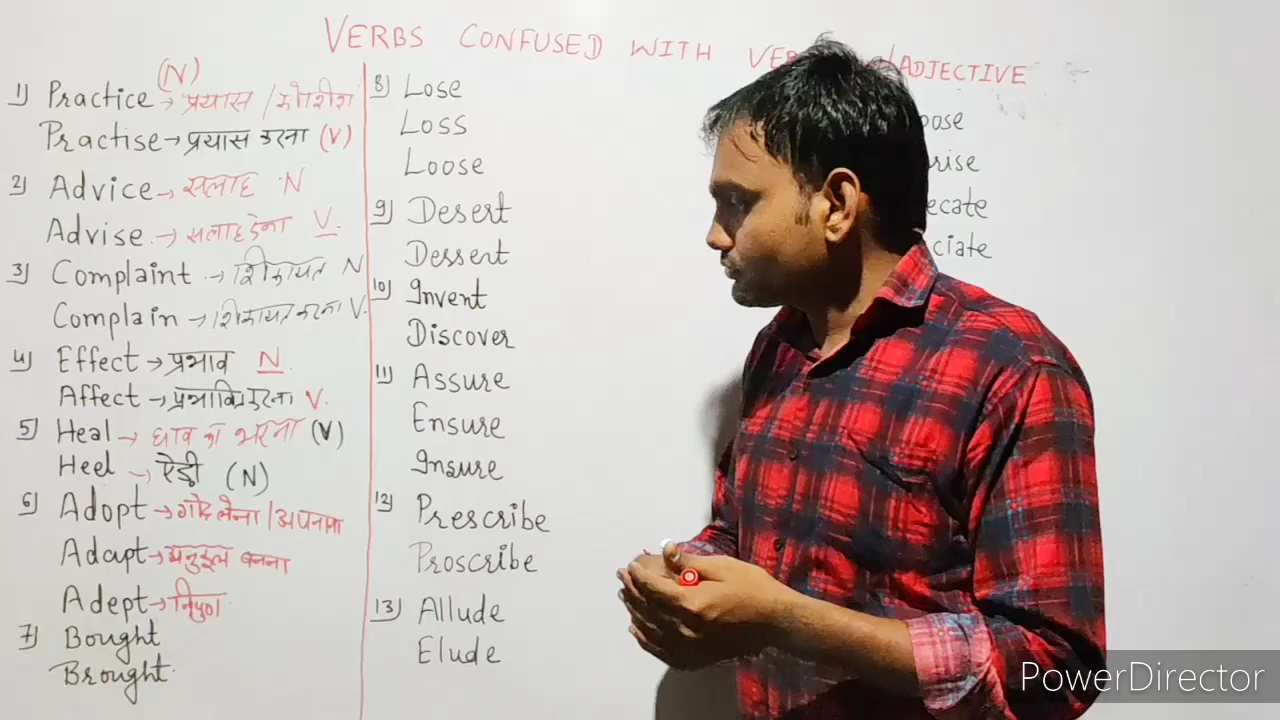 VERBS CONFUSED WITH /ADJECTIVE
(N)
1) Practice → प्रयास / कोशीश
Practise → प्रयास करना (V)
2) Advice → सलाह N
Advise → सलाह देना V.
3) Complaint → शिकायत N
Complain → शिकायत करना V.
4) Effect → प्रभाव N.
Affect → प्रभावित करना V.
5) Heal → घाव का भरना (V)
Heel → ऐड़ी (N)
6) Adopt → गोद लेना / अपनाना
Adapt → अनुकूल बनना
Adept → निपुण
7) Bought
Brought
8) Lose
Loss
Loose
9) Desert
Dessert
10) Invent
Discover
11) Assure
Ensure
Insure
12) Prescribe
Proscribe
13) Allude
Elude
ciate
PowerDirector